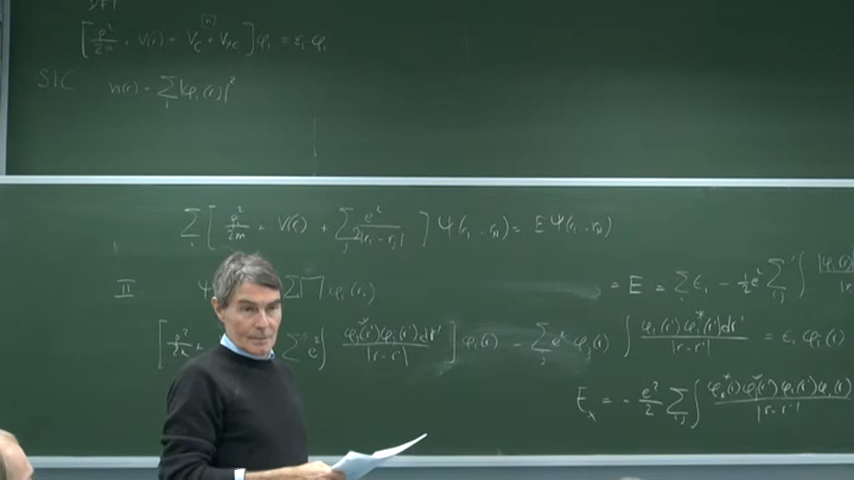 DFT
[p²/2m + V(r) + V_C + V_xc] φ_i = ε_i φ_i
[n]
SIC n(r) = Σ_i |φ_i(r)|²
Σ_i [p_i²/2m + V(r_i) + Σ_j e²/2|r_i - r_j|] Ψ(r_1 -- r_N) = E Ψ(r_1 -- r_N)
II Ψ Σ∏ φ_i(r_i) = E = Σ_i ε_i - ½e² Σ'_ij ∫ |φ_i(r)
[p²/2m + Σ_j e² ∫ φ_j*(r')φ_j(r')dr'/|r-r'|] φ_i(r) - Σ_j e² φ_j(r) ∫ φ_i(r')φ_j*(r')dr'/|r-r'| = ε_i φ_i(r)
E_x = - e²/2 Σ_ij ∫ φ_i*(r)φ_j*(r')φ_i(r')φ_j(r)/|r-r'|